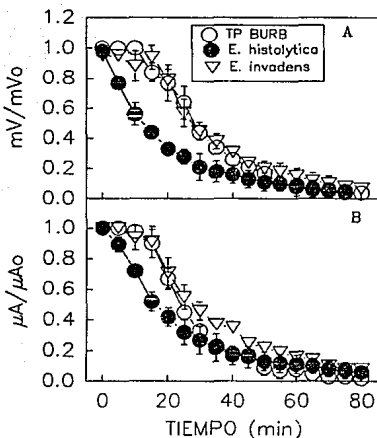 A
TP BURB
E. histolytica
E. invadens
mV/mVo
1.2
1.0
0.8
0.6
0.4
0.2
0.0
B
μA/μAo
1.0
0.8
0.6
0.4
0.2
0.0
0
20
40
60
80
TIEMPO (min)